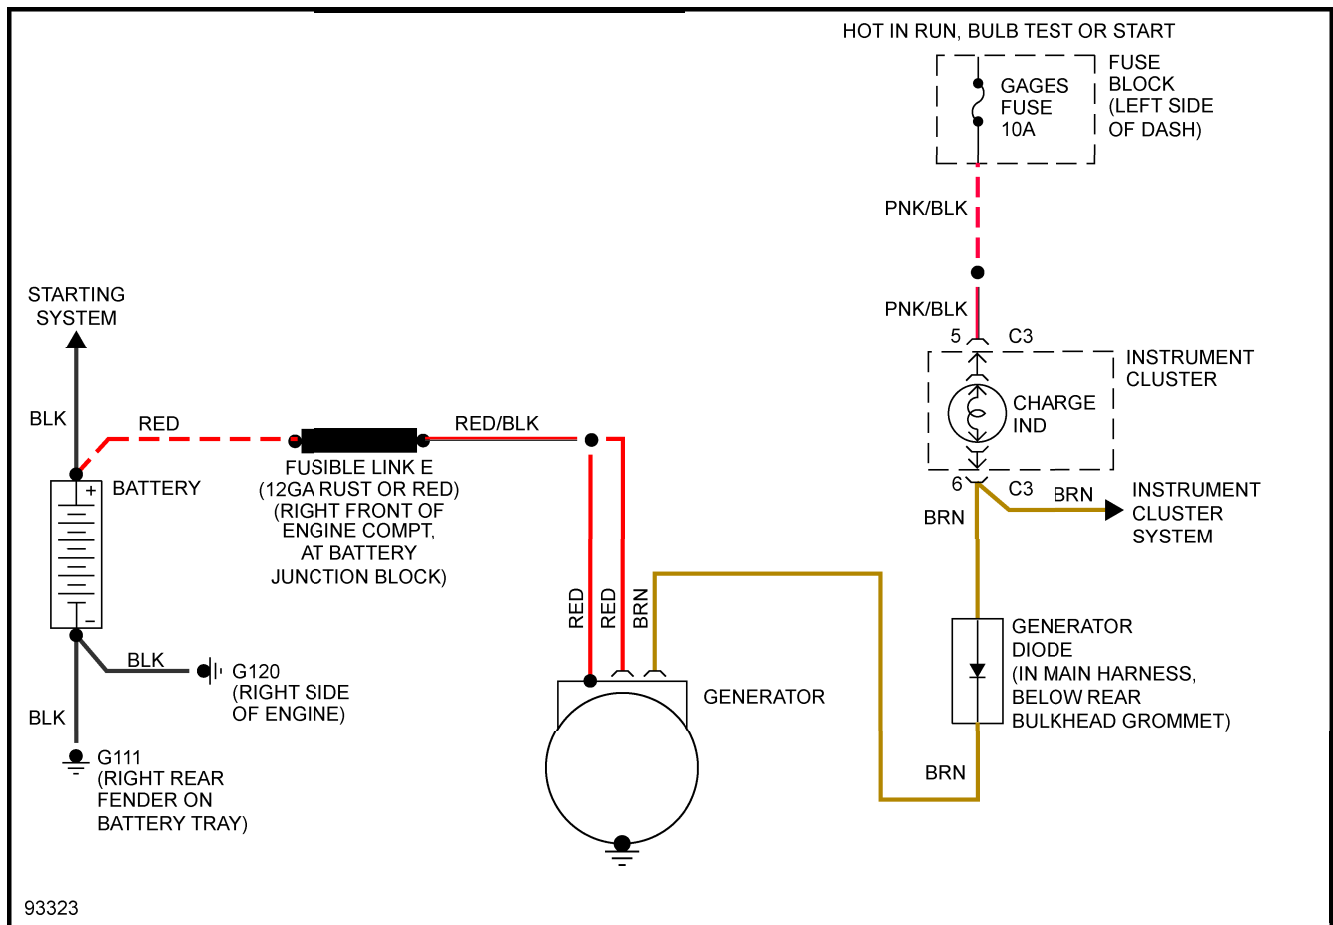 HOT IN RUN, BULB TEST OR START
FUSE
BLOCK
(LEFT SIDE
OF DASH)
GAGES
FUSE
10A
PNK/BLK
PNK/BLK
5
C3
INSTRUMENT
CLUSTER
CHARGE
IND
6
C3
BRN
BRN
INSTRUMENT
CLUSTER
SYSTEM
STARTING
SYSTEM
BLK
RED
RED/BLK
FUSIBLE LINK E
(12GA RUST OR RED)
(RIGHT FRONT OF
ENGINE COMPT,
AT BATTERY
JUNCTION BLOCK)
+
BATTERY
–
RED
RED
BRN
GENERATOR
DIODE
(IN MAIN HARNESS,
BELOW REAR
BULKHEAD GROMMET)
BLK
G120
(RIGHT SIDE
OF ENGINE)
BLK
G111
(RIGHT REAR
FENDER ON
BATTERY TRAY)
GENERATOR
BRN
93323